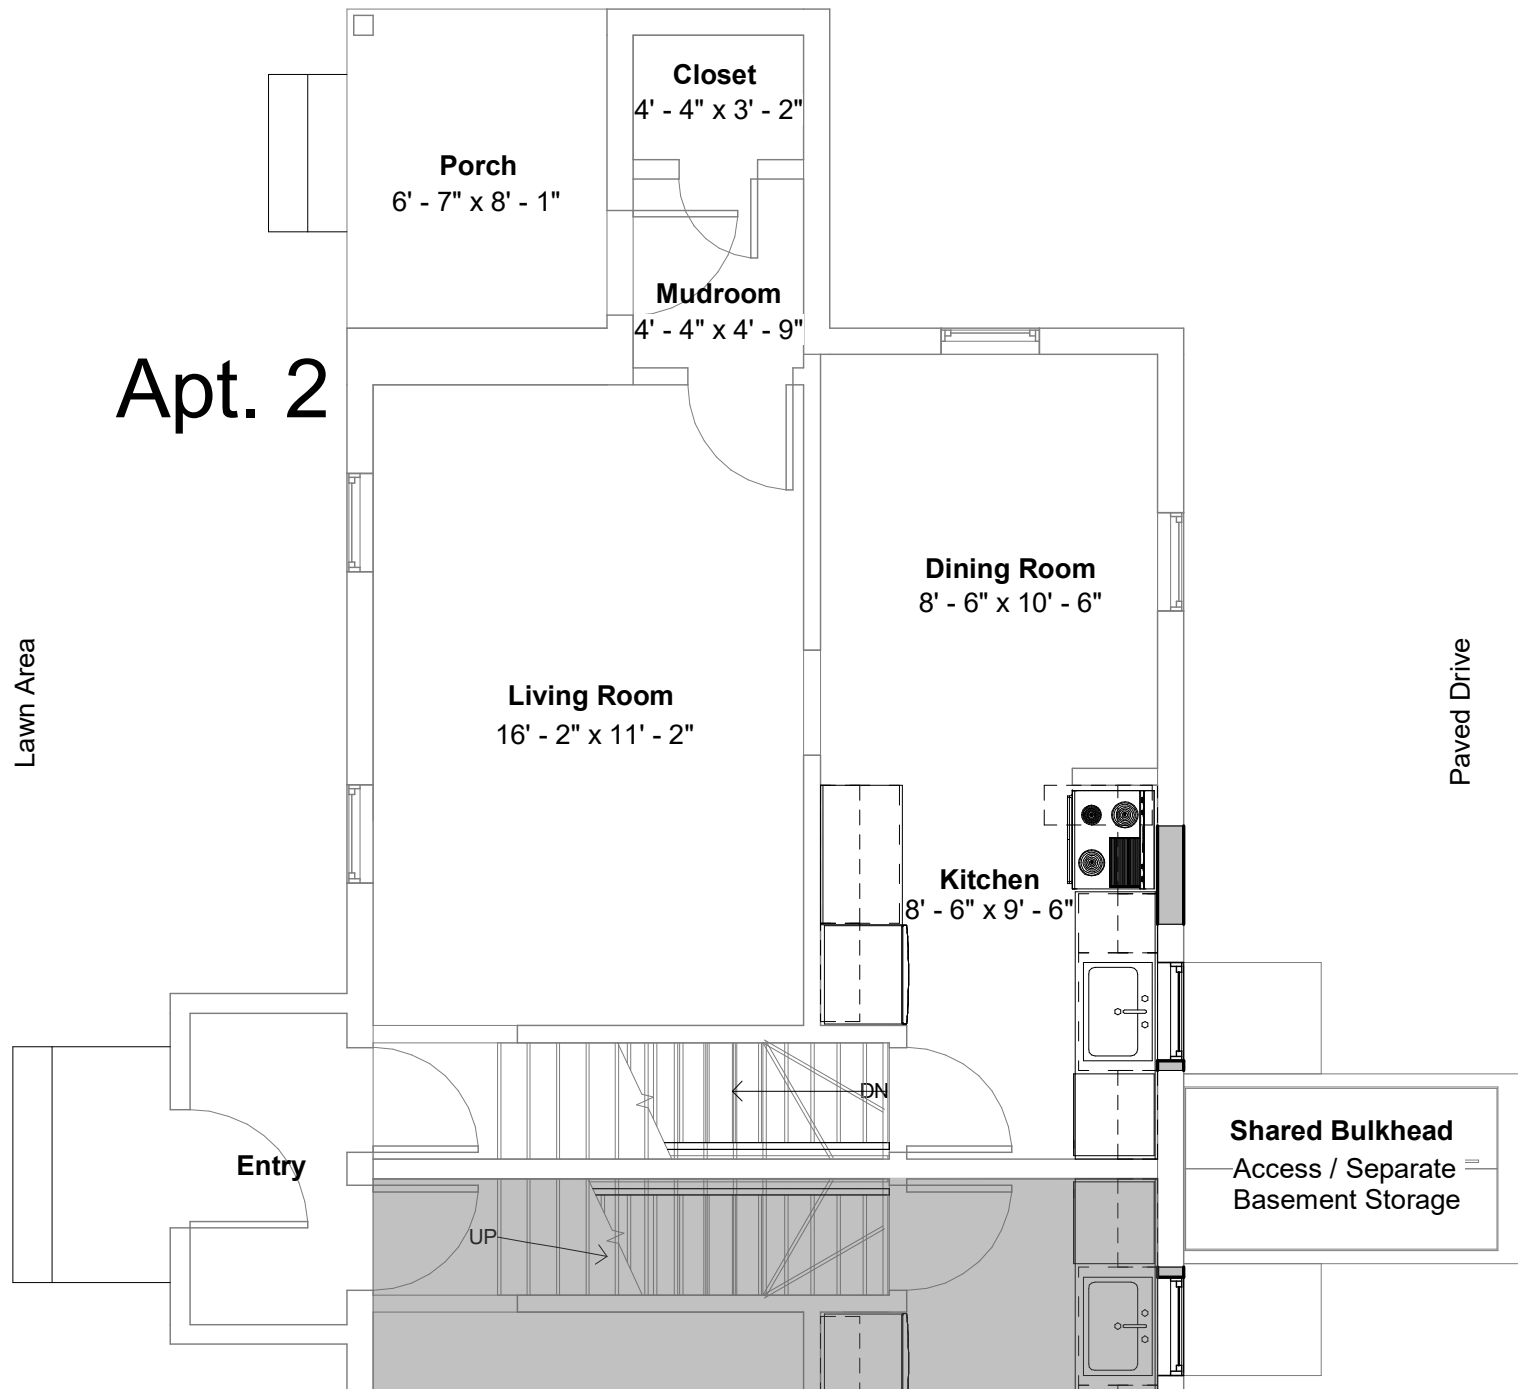 Closet
4' - 4" x 3' - 2"
Porch
6' - 7" x 8' - 1"
Mudroom
4' - 4" x 4' - 9"
Apt. 2
Dining Room
8' - 6" x 10' - 6"
Lawn Area
Living Room
16' - 2" x 11' - 2"
Paved Drive
Kitchen
8' - 6" x 9' - 6"
DN
Entry
Shared Bulkhead
Access / Separate
Basement Storage
UP